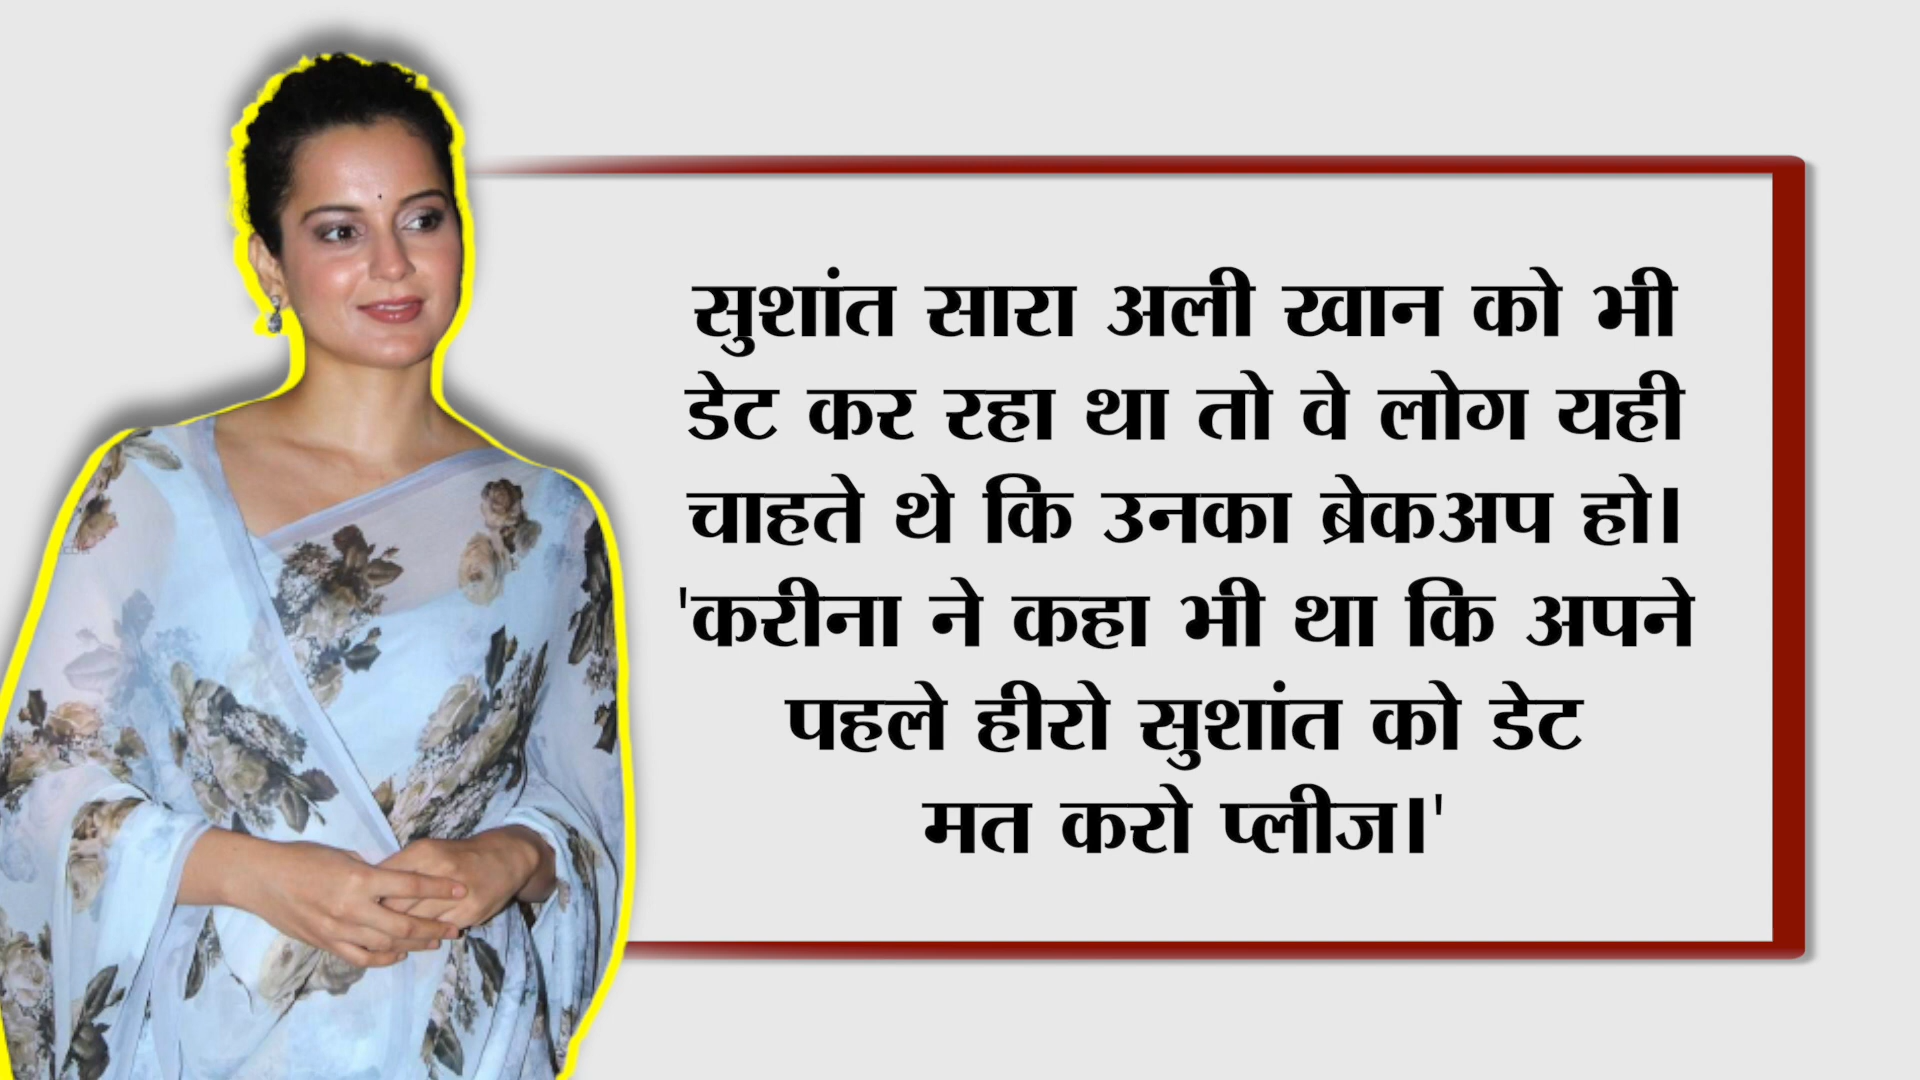 सुशांत सारा अली खान को भी
डेट कर रहा था तो वे लोग यही
चाहते थे कि उनका ब्रेकअप हो।
'करीना ने कहा भी था कि अपने
पहले हीरो सुशांत को डेट
मत करो प्लीज।'